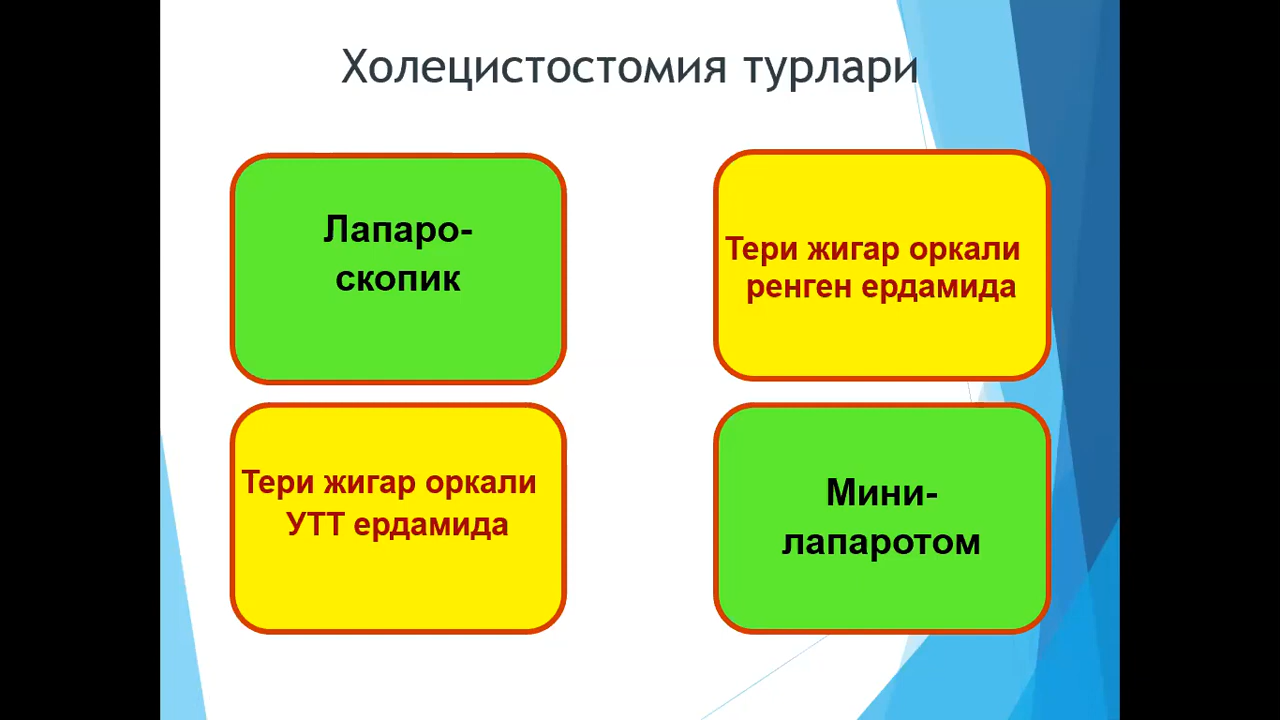 Холецистостомия турлари
Лапаро-
скопик
Тери жигар оркали
ренген ердамида
Тери жигар оркали
УТТ ердамида
Мини-
лапаротом